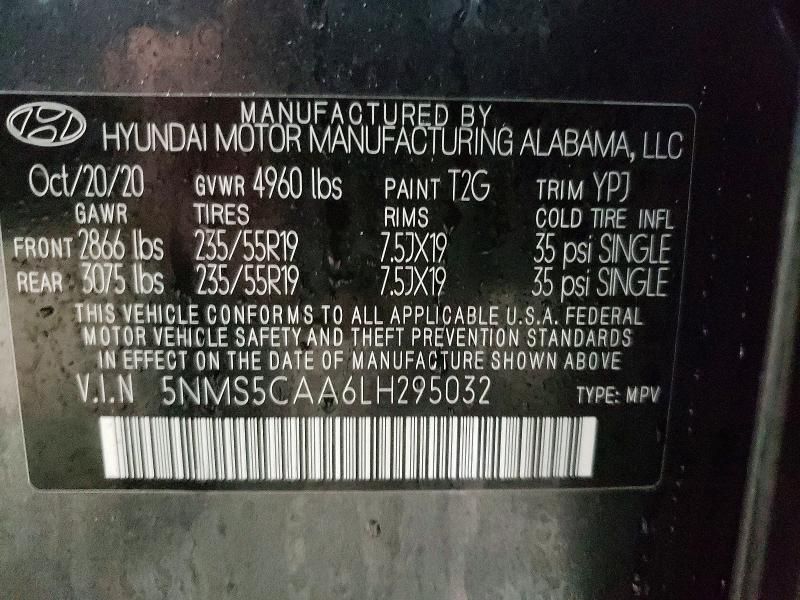 MANUFACTURED BY
HYUNDAI MOTOR MANUFACTURING ALABAMA, LLC
Oct/20/20 GVWR 4960 lbs PAINT T2G TRIM YPJ
GAWR TIRES RIMS COLD TIRE INFL
FRONT 2866 lbs 235/55R19 7.5JX19 35 psi SINGLE
REAR 3075 lbs 235/55R19 7.5JX19 35 psi SINGLE
THIS VEHICLE CONFORMS TO ALL APPLICABLE U.S.A. FEDERAL
MOTOR VEHICLE SAFETY AND THEFT PREVENTION STANDARDS
IN EFFECT ON THE DATE OF MANUFACTURE SHOWN ABOVE
V.I.N 5NMS5CAA6LH295032 TYPE: MPV